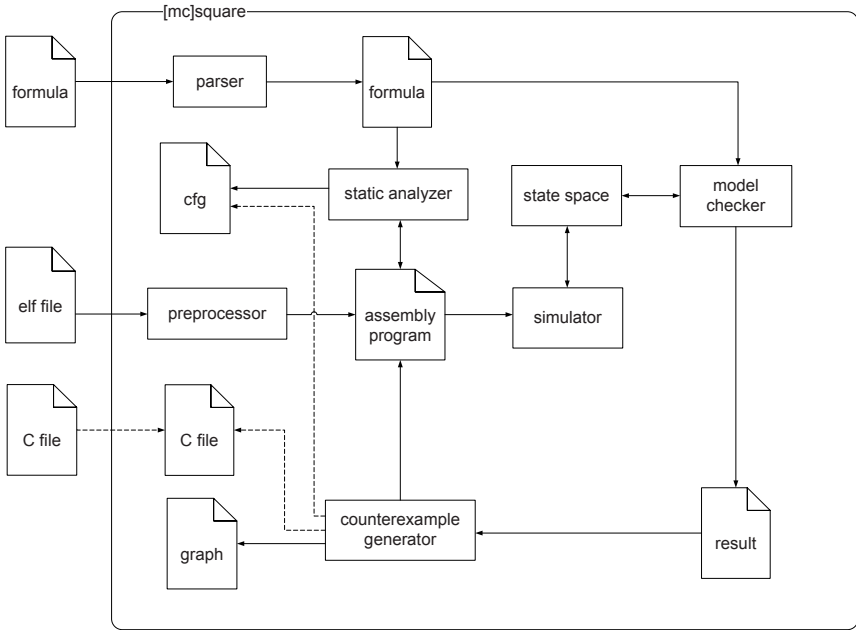 [mc]square
formula
parser
formula
cfg
static analyzer
state space
model
checker
elf file
preprocessor
assembly
program
simulator
C file
C file
graph
counterexample
generator
result